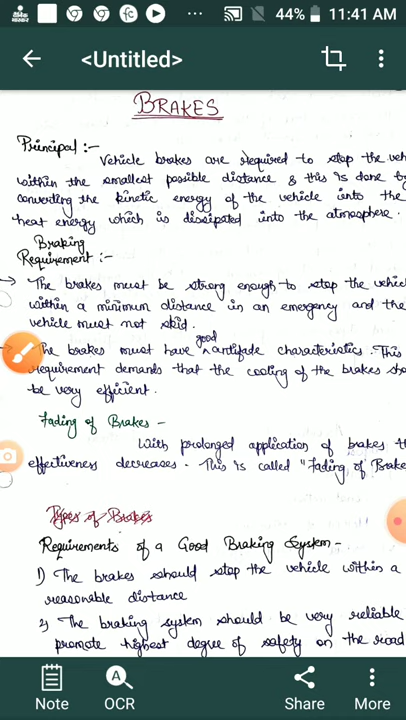 44% 11:41 AM
<Untitled>
BRAKES
Principal :-
Vehicle brakes are required to stop the veh
within the smallest possible distance & this is done by
converting the kinetic energy of the vehicle into the
heat energy which is dissipated into the atmosphere.
Braking
Requirement :-
→ The brakes must be strong enough to stop the vehic
within a minimum distance in an emergency and the
vehicle must not skid.
good
The brakes must have ^ antifade characteristics. This
requirement demands that the cooling of the brakes sho
be very efficient.
Fading of Brakes -
With prolonged application of brakes th
effectiveness decreases. This is called "Fading of Brake
Types of Brakes
Requirements of a Good Braking System-
1) The brakes should stop the vehicle within a
reasonable distance
2) The braking system should be very reliable
promote highest degree of safety on the road
Note OCR Share More